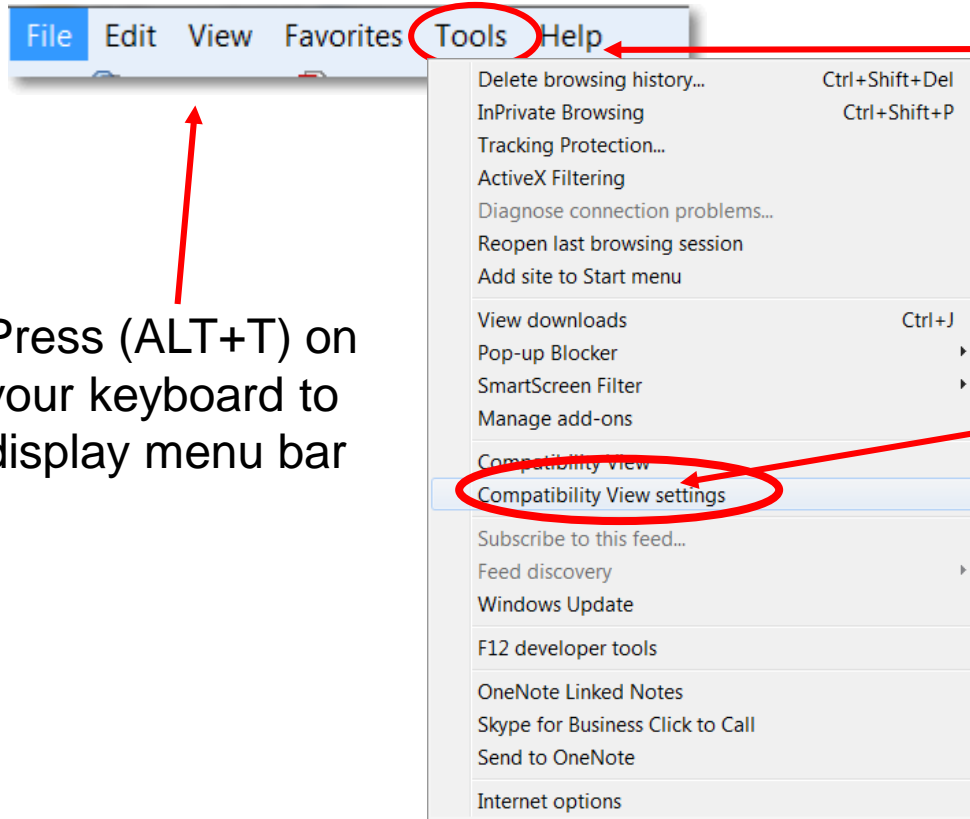 File Edit View Favorites Tools Help
Delete browsing history... Ctrl+Shift+Del
InPrivate Browsing Ctrl+Shift+P
Tracking Protection...
ActiveX Filtering
Diagnose connection problems...
Reopen last browsing session
Add site to Start menu
View downloads Ctrl+J
Pop-up Blocker
SmartScreen Filter
Manage add-ons
Compatibility View
Compatibility View settings
Subscribe to this feed...
Feed discovery
Windows Update
F12 developer tools
OneNote Linked Notes
Skype for Business Click to Call
Send to OneNote
Internet options
Press (ALT+T) on
your keyboard to
display menu bar